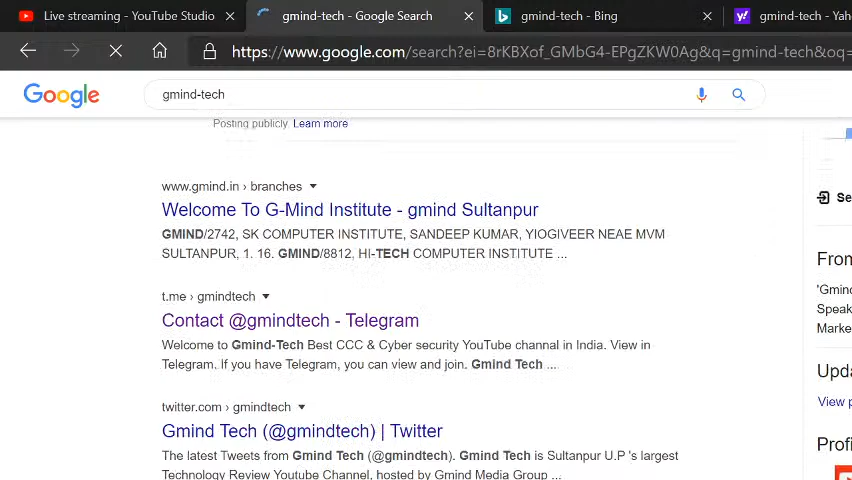 Live streaming - YouTube Studio
gmind-tech - Google Search
gmind-tech - Bing
gmind-tech - Yah
https://www.google.com/search?ei=8rKBXof_GMbG4-EPgZKW0Ag&q=gmind-tech&oq=
Google
gmind-tech
Posting publicly. Learn more
www.gmind.in › branches
Welcome To G-Mind Institute - gmind Sultanpur
GMIND/2742, SK COMPUTER INSTITUTE, SANDEEP KUMAR, YIOGIVEER NEAE MVM
SULTANPUR, 1. 16. GMIND/8812, HI-TECH COMPUTER INSTITUTE ...
t.me › gmindtech
Contact @gmindtech - Telegram
Welcome to Gmind-Tech Best CCC & Cyber security YouTube channel in India. View in
Telegram. If you have Telegram, you can view and join. Gmind Tech ...
twitter.com › gmindtech
Gmind Tech (@gmindtech) | Twitter
The latest Tweets from Gmind Tech (@gmindtech). Gmind Tech is Sultanpur U.P 's largest
Technology Review Youtube Channel, hosted by Gmind Media Group ...
Se
From
'Gmind
Speak
Marke
Upda
View p
Profi